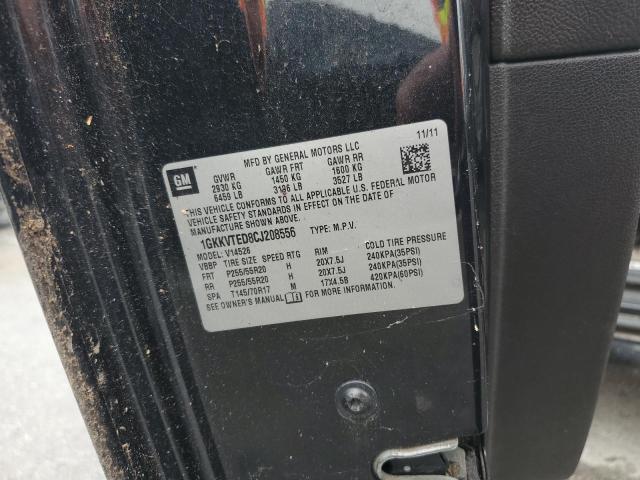 GM
MFD BY GENERAL MOTORS LLC 11/11
GVWR GAWR FRT GAWR RR
2930 KG 1450 KG 1600 KG
6459 LB 3196 LB 3527 LB
THIS VEHICLE CONFORMS TO ALL APPLICABLE U.S. FEDERAL MOTOR
VEHICLE SAFETY STANDARDS IN EFFECT ON THE DATE OF
MANUFACTURE SHOWN ABOVE.
1GKKVTED8CJ208556 TYPE: M.P.V.
MODEL: V14526
VBBP TIRE SIZE SPEED RTG RIM COLD TIRE PRESSURE
FRT P255/55R20 H 20X7.5J 240KPA(35PSI)
RR P255/55R20 H 20X7.5J 240KPA(35PSI)
SPA T145/70R17 M 17X4.5B 420KPA(60PSI)
SEE OWNER'S MANUAL